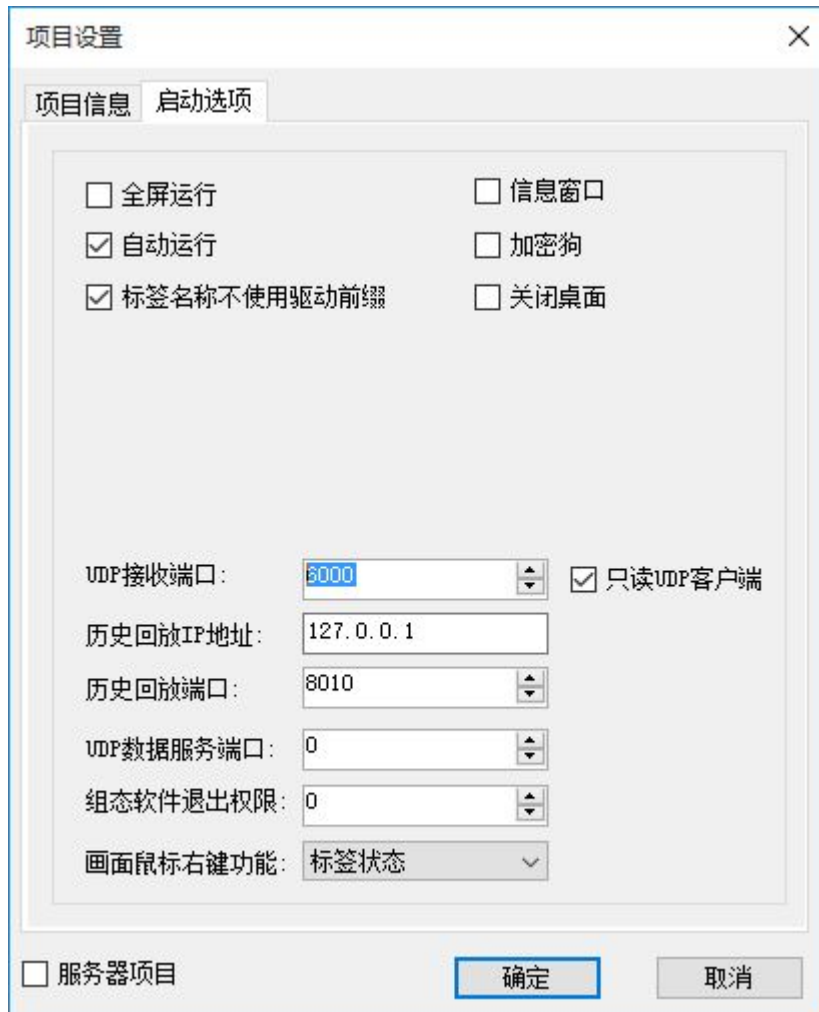 项目设置
项目信息 启动选项
全屏运行 信息窗口
自动运行 加密狗
标签名称不使用驱动前缀 关闭桌面
UDP接收端口: 6000 只读UDP客户端
历史回放IP地址: 127.0.0.1
历史回放端口: 8010
UDP数据服务端口: 0
组态软件退出权限: 0
画面鼠标右键功能: 标签状态
服务器项目 确定 取消